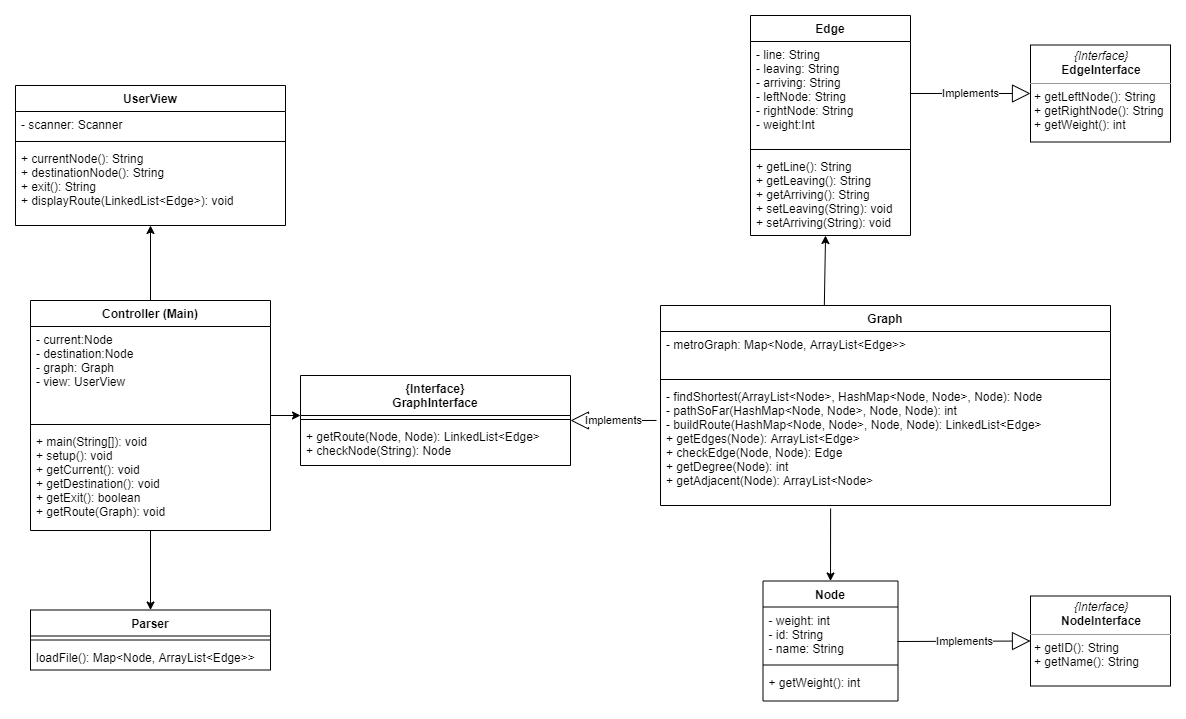 UserView
- scanner: Scanner
+ currentNode(): String
+ destinationNode(): String
+ exit(): String
+ displayRoute(LinkedList<Edge>): void
Controller (Main)
- current:Node
- destination:Node
- graph: Graph
- view: UserView
+ main(String[]): void
+ setup(): void
+ getCurrent(): void
+ getDestination(): void
+ getExit(): boolean
+ getRoute(Graph): void
Parser
loadFile(): Map<Node, ArrayList<Edge>>
{Interface}
GraphInterface
+ getRoute(Node, Node): LinkedList<Edge>
+ checkNode(String): Node
Implements
Edge
- line: String
- leaving: String
- arriving: String
- leftNode: String
- rightNode: String
- weight:Int
+ getLine(): String
+ getLeaving(): String
+ getArriving(): String
+ setLeaving(String): void
+ setArriving(String): void
Implements
{Interface}
EdgeInterface
+ getLeftNode(): String
+ getRightNode(): String
+ getWeight(): int
Graph
- metroGraph: Map<Node, ArrayList<Edge>>
- findShortest(ArrayList<Node>, HashMap<Node, Node>, Node): Node
- pathSoFar(HashMap<Node, Node>, Node, Node): int
- buildRoute(HashMap<Node, Node>, Node, Node): LinkedList<Edge>
+ getEdges(Node): ArrayList<Edge>
+ checkEdge(Node, Node): Edge
+ getDegree(Node): int
+ getAdjacent(Node): ArrayList<Node>
Node
- weight: int
- id: String
- name: String
+ getWeight(): int
Implements
{Interface}
NodeInterface
+ getID(): String
+ getName(): String